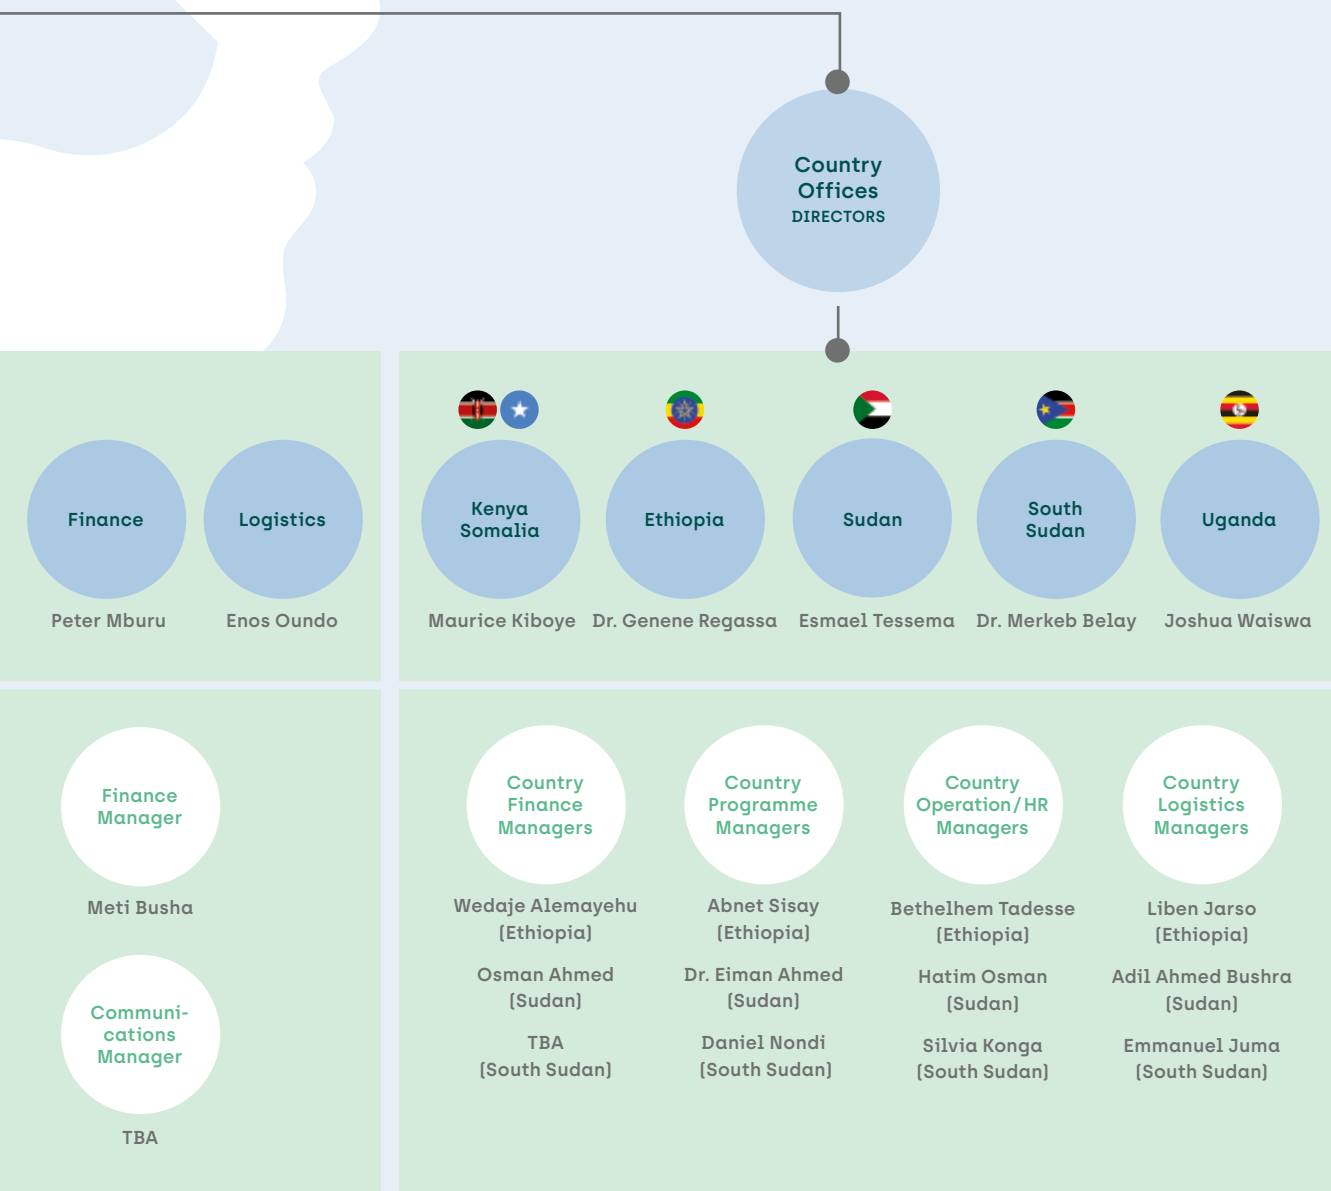 Country
Offices
DIRECTORS
Finance
Peter Mburu
Logistics
Enos Oundo
Kenya
Somalia
Maurice Kiboye
Ethiopia
Dr. Genene Regassa
Sudan
Esmael Tessema
South
Sudan
Dr. Merkeb Belay
Uganda
Joshua Waiswa
Finance
Manager
Meti Busha
Communi-
cations
Manager
TBA
Country
Finance
Managers
Wedaje Alemayehu
(Ethiopia)
Osman Ahmed
(Sudan)
TBA
(South Sudan)
Country
Programme
Managers
Abnet Sisay
(Ethiopia)
Dr. Eiman Ahmed
(Sudan)
Daniel Nondi
(South Sudan)
Country
Operation/HR
Managers
Bethelhem Tadesse
(Ethiopia)
Hatim Osman
(Sudan)
Silvia Konga
(South Sudan)
Country
Logistics
Managers
Liben Jarso
(Ethiopia)
Adil Ahmed Bushra
(Sudan)
Emmanuel Juma
(South Sudan)